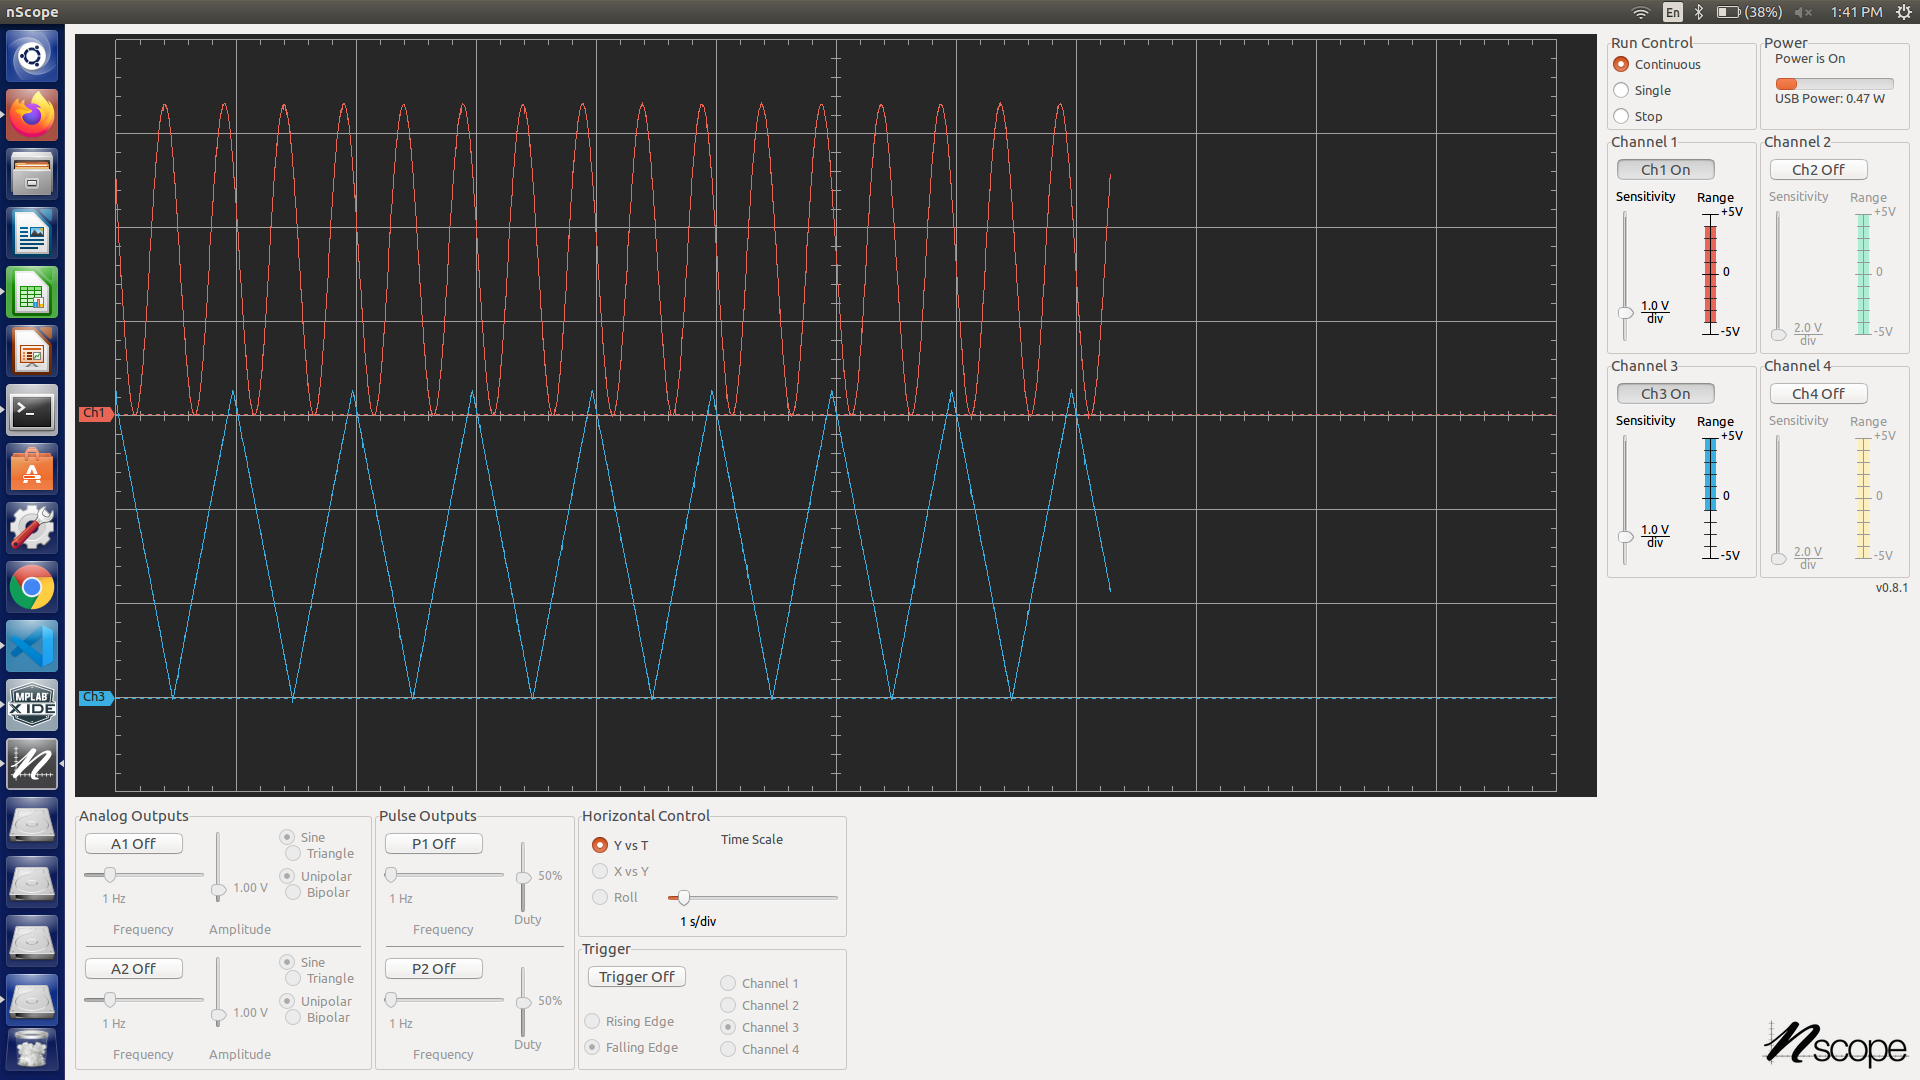 nScope
En
(38%)
1:41 PM
Ch1
Ch3
Run Control
Continuous
Single
Stop
Power
Power is On
USB Power: 0.47 W
Channel 1
Ch1 On
Sensitivity
Range
+5V
0
-5V
1.0 V
div
Channel 2
Ch2 Off
Sensitivity
Range
+5V
0
-5V
2.0 V
div
Channel 3
Ch3 On
Sensitivity
Range
+5V
0
-5V
1.0 V
div
Channel 4
Ch4 Off
Sensitivity
Range
+5V
0
-5V
2.0 V
div
v0.8.1
MPLAB
X IDE
Analog Outputs
A1 Off
1 Hz
Frequency
1.00 V
Amplitude
Sine
Triangle
Unipolar
Bipolar
A2 Off
1 Hz
Frequency
1.00 V
Amplitude
Sine
Triangle
Unipolar
Bipolar
Pulse Outputs
P1 Off
1 Hz
Frequency
50%
Duty
P2 Off
1 Hz
Frequency
50%
Duty
Horizontal Control
Y vs T
X vs Y
Roll
Time Scale
1 s/div
Trigger
Trigger Off
Rising Edge
Falling Edge
Channel 1
Channel 2
Channel 3
Channel 4
nscope